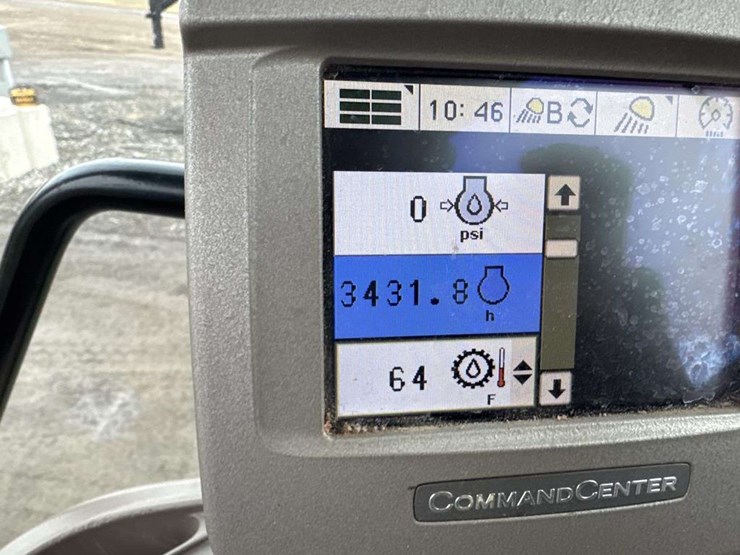 10:46
B
0
psi
3431.8
h
64
F
COMMANDCENTER